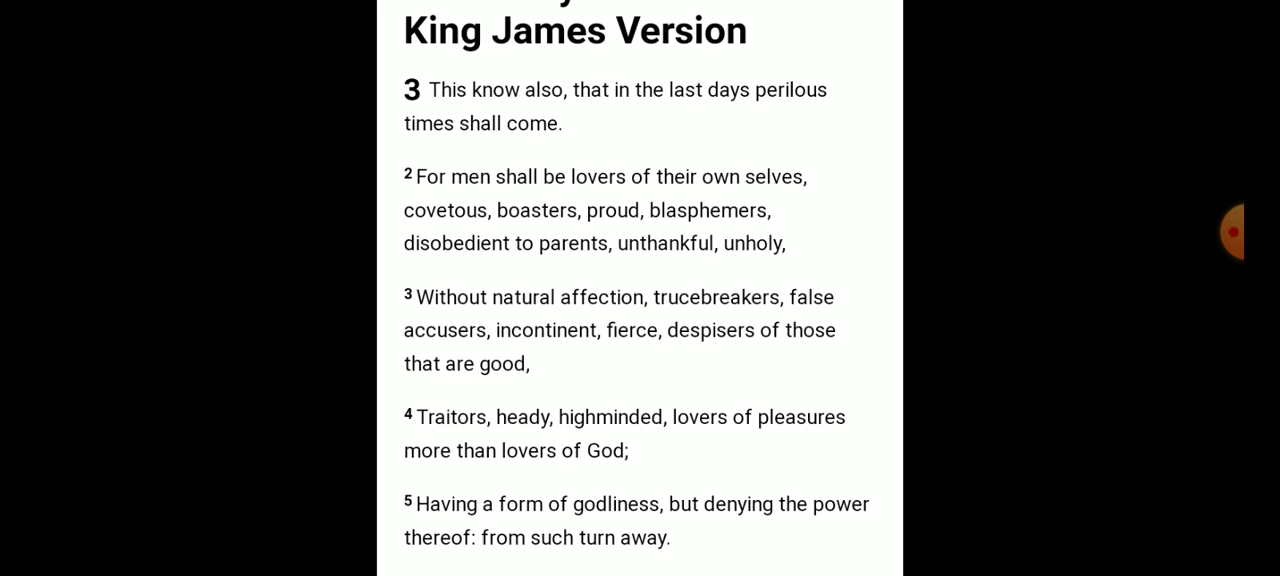 King James Version
3 This know also, that in the last days perilous
times shall come.
2 For men shall be lovers of their own selves,
covetous, boasters, proud, blasphemers,
disobedient to parents, unthankful, unholy,
3 Without natural affection, trucebreakers, false
accusers, incontinent, fierce, despisers of those
that are good,
4 Traitors, heady, highminded, lovers of pleasures
more than lovers of God;
5 Having a form of godliness, but denying the power
thereof: from such turn away.